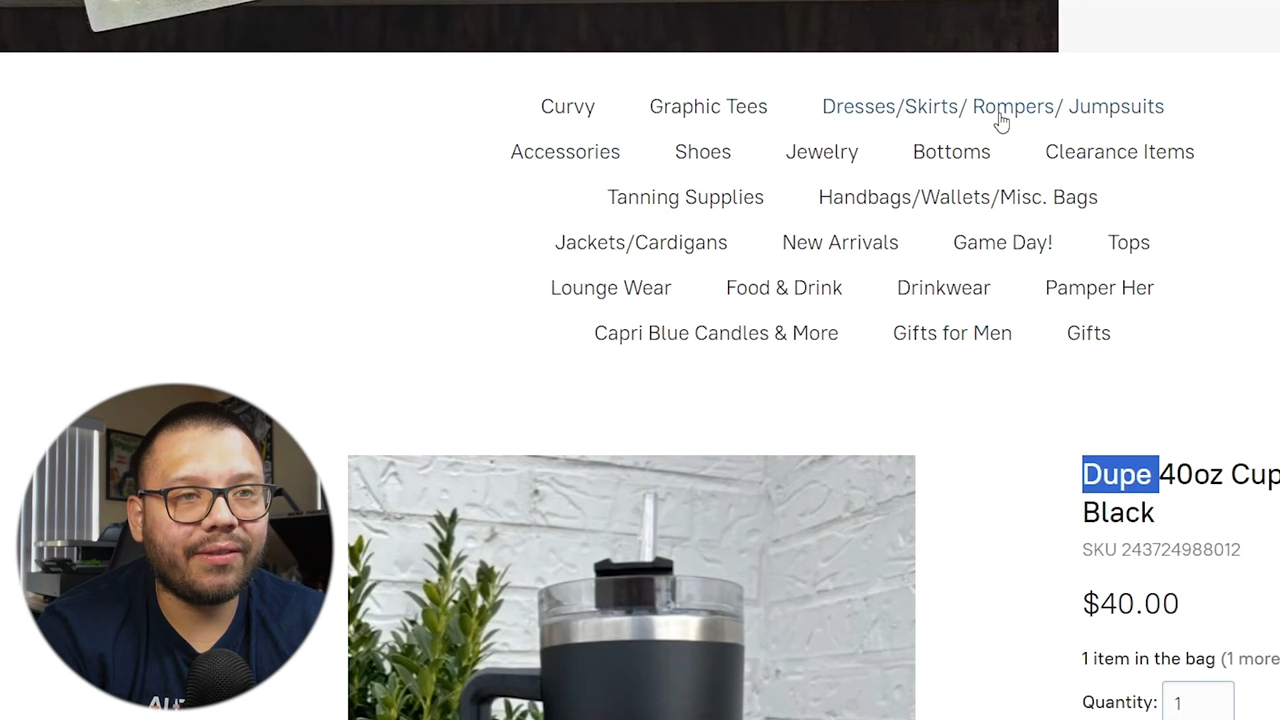 Curvy Graphic Tees Dresses/Skirts/ Rompers/ Jumpsuits
Accessories Shoes Jewelry Bottoms Clearance Items
Tanning Supplies Handbags/Wallets/Misc. Bags
Jackets/Cardigans New Arrivals Game Day! Tops
Lounge Wear Food & Drink Drinkwear Pamper Her
Capri Blue Candles & More Gifts for Men Gifts
Dupe 40oz Cup
Black
SKU 243724988012
$40.00
1 item in the bag (1 more
Quantity: 1